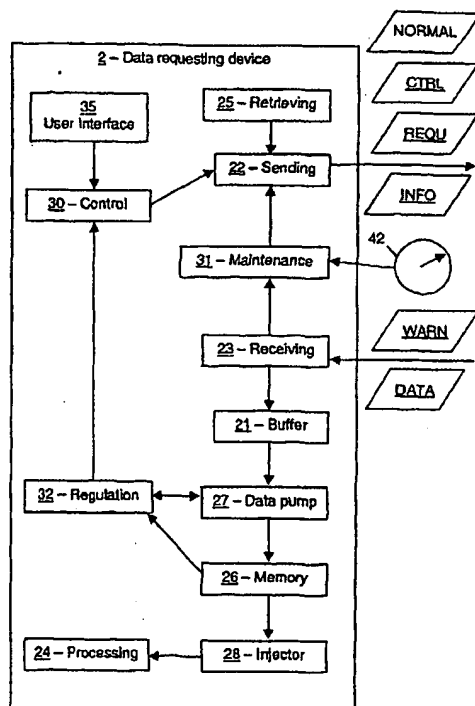 2 – Data requesting device
NORMAL
35
User Interface
25 – Retrieving
CTRL
22 – Sending
REQU
30 – Control
INFO
42
31 – Maintenance
WARN
23 – Receiving
DATA
21 – Buffer
32 – Regulation
27 – Data pump
26 – Memory
24 – Processing
28 – Injector